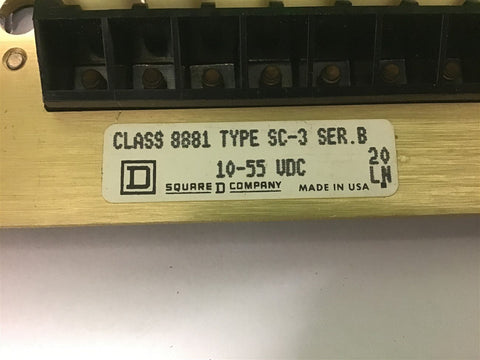 CLASS 8881 TYPE SC-3 SER.B
10-55 VDC
20
LN
D
SQUARE D COMPANY
MADE IN USA